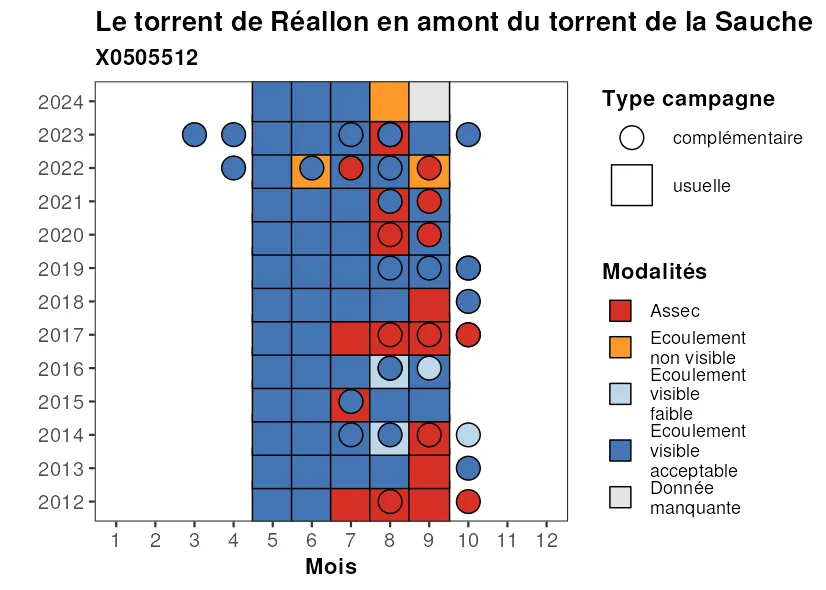 Le torrent de Réallon en amont du torrent de la Sauche
X0505512
2024
2023
2022
2021
2020
2019
2018
2017
2016
2015
2014
2013
2012
1 2 3 4 5 6 7 8 9 10 11 12
Mois
Type campagne
complémentaire
usuelle
Modalités
Assec
Ecoulement
non visible
Ecoulement
visible
faible
Ecoulement
visible
acceptable
Donnée
manquante